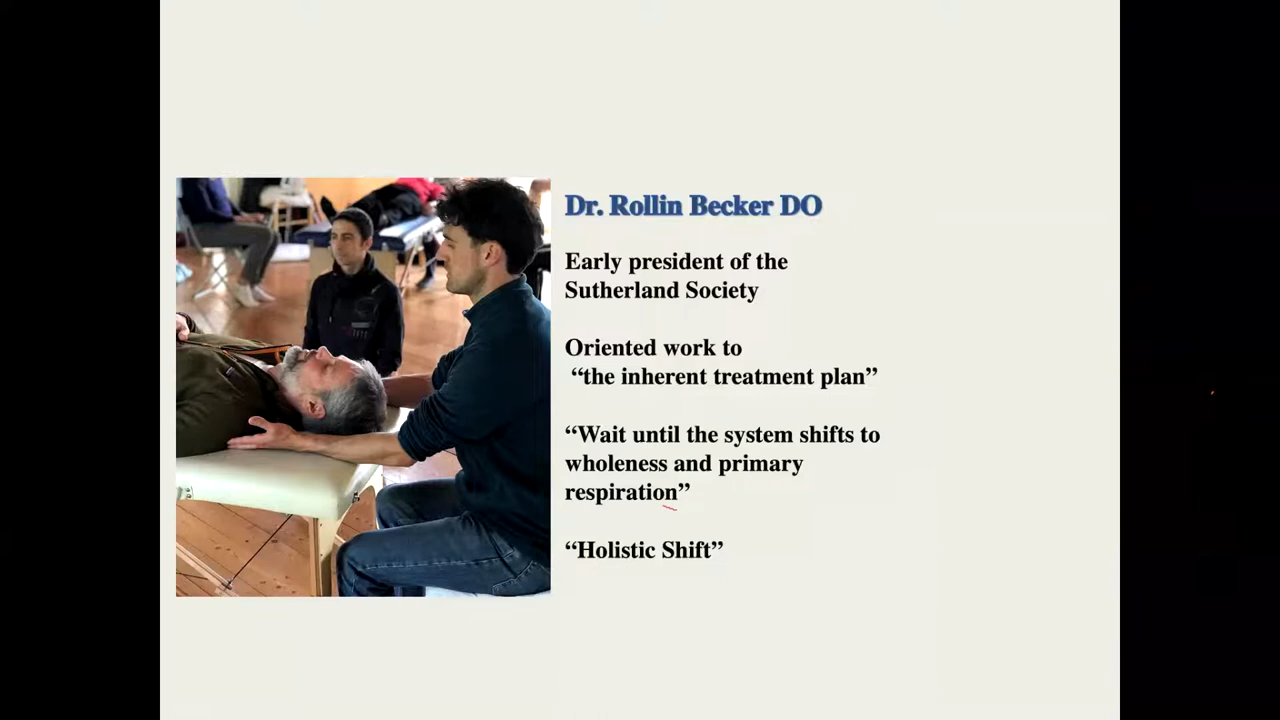 Dr. Rollin Becker DO
Early president of the
Sutherland Society
Oriented work to
“the inherent treatment plan”
“Wait until the system shifts to
wholeness and primary
respiration”
“Holistic Shift”